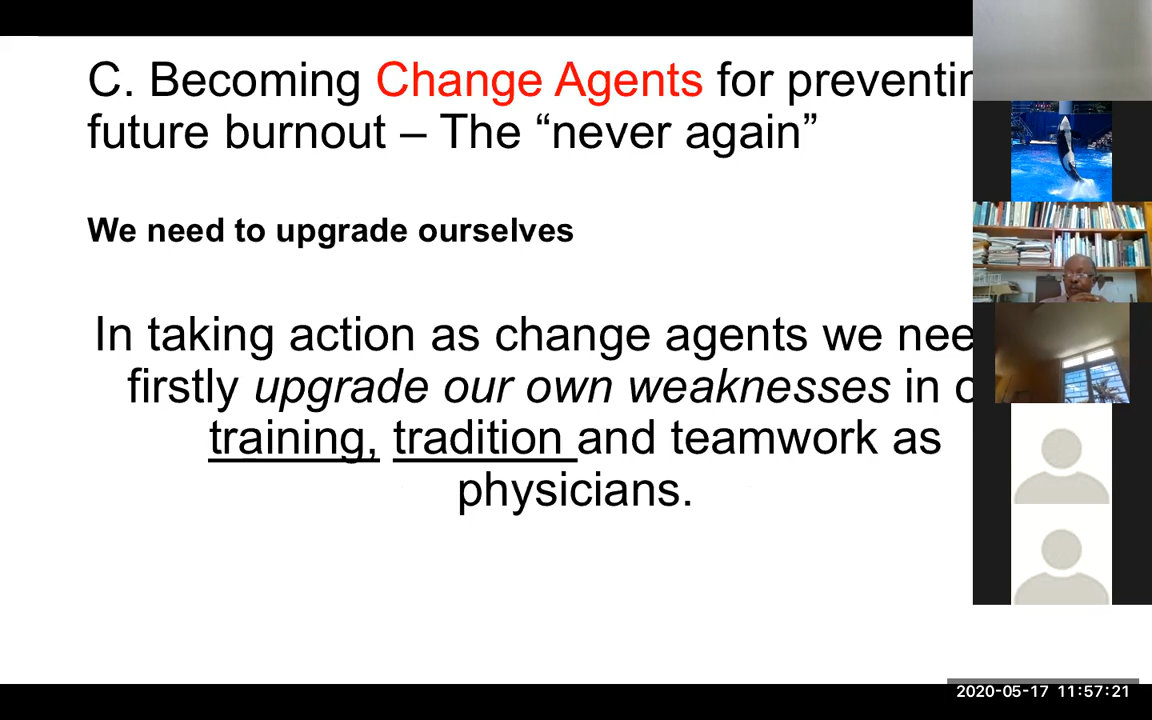 C. Becoming Change Agents for preventin
future burnout – The “never again”
We need to upgrade ourselves
In taking action as change agents we nee
firstly upgrade our own weaknesses in o
training, tradition and teamwork as
physicians.
2020-05-17 11:57:21